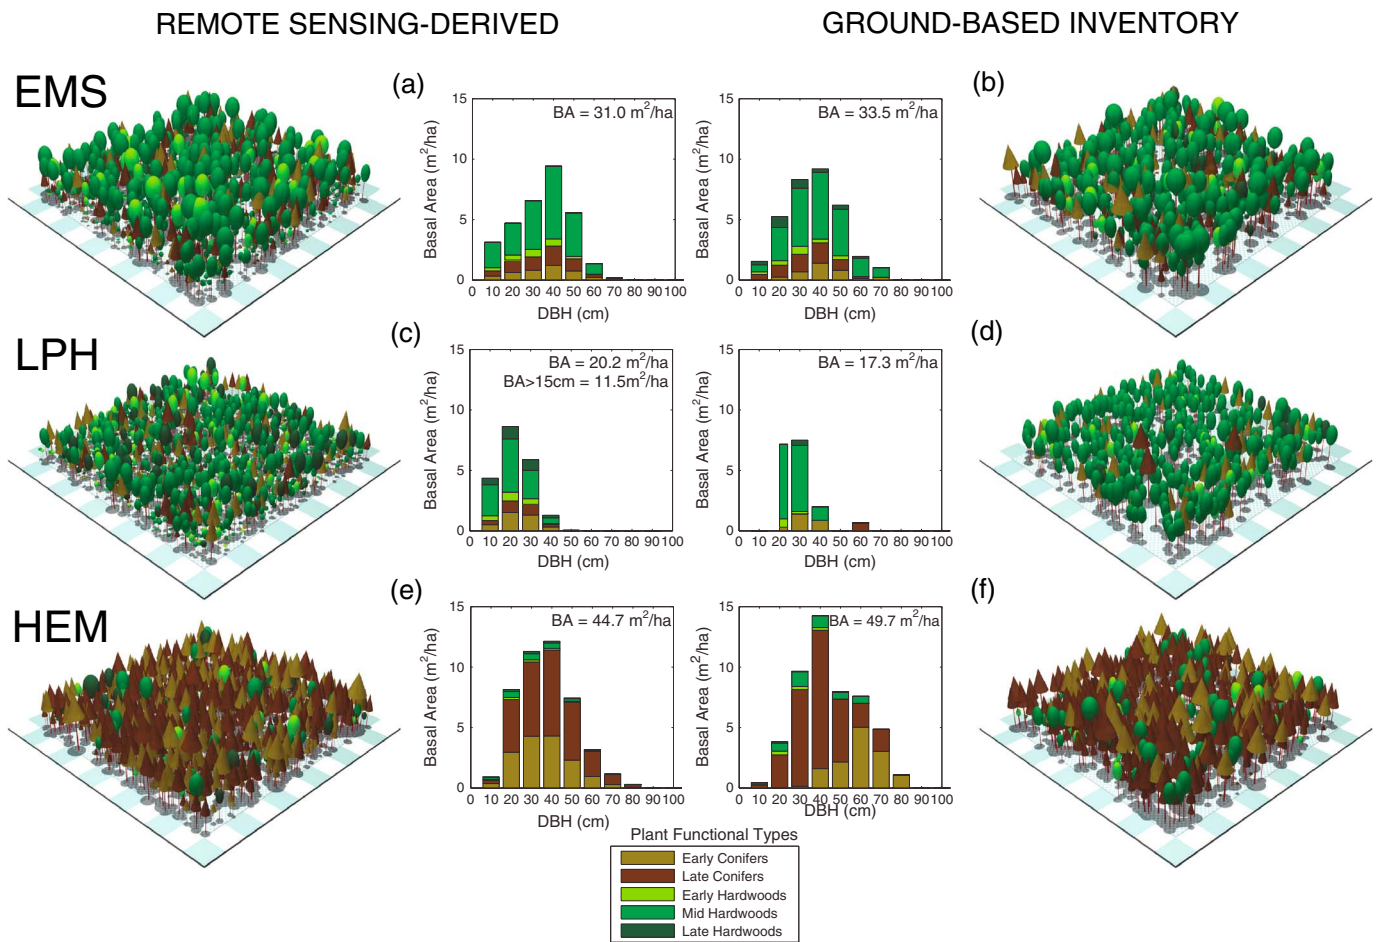 REMOTE SENSING-DERIVED
GROUND-BASED INVENTORY
EMS
(a)
15
10
5
0
Basal Area (m²/ha)
BA = 31.0 m²/ha
0 10 20 30 40 50 60 70 80 90 100
DBH (cm)
15
10
5
0
Basal Area (m²/ha)
BA = 33.5 m²/ha
0 10 20 30 40 50 60 70 80 90 100
DBH (cm)
(b)
LPH
(c)
15
10
5
0
Basal Area (m²/ha)
BA = 20.2 m²/ha
BA>15cm = 11.5m²/ha
0 10 20 30 40 50 60 70 80 90 100
DBH (cm)
15
10
5
0
Basal Area (m²/ha)
BA = 17.3 m²/ha
0 10 20 30 40 50 60 70 80 90 100
DBH (cm)
(d)
HEM
(e)
15
10
5
0
Basal Area (m²/ha)
BA = 44.7 m²/ha
0 10 20 30 40 50 60 70 80 90 100
DBH (cm)
15
10
5
0
Basal Area (m²/ha)
BA = 49.7 m²/ha
0 10 20 30 40 50 60 70 80 90 100
DBH (cm)
(f)
Plant Functional Types
Early Conifers
Late Conifers
Early Hardwoods
Mid Hardwoods
Late Hardwoods